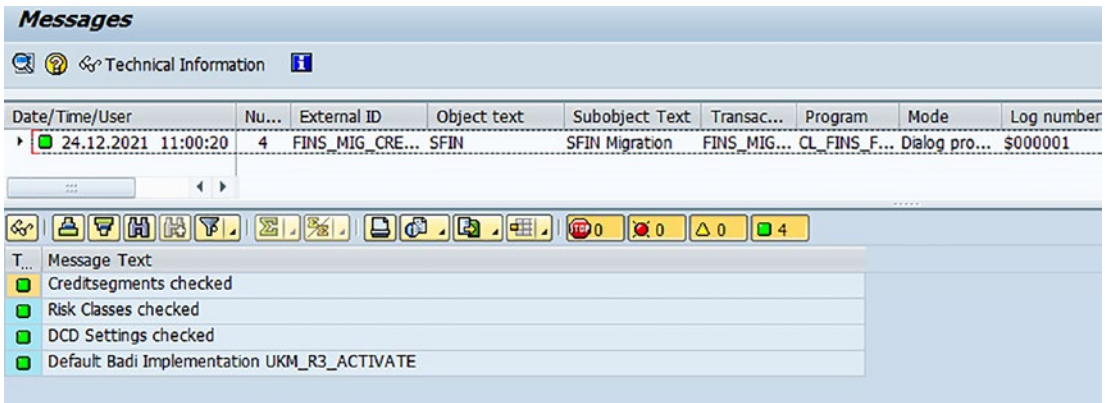 Messages
Technical Information
Date/Time/User Nu... External ID Object text Subobject Text Transac... Program Mode Log number
24.12.2021 11:00:20 4 FINS_MIG_CRE... SFIN SFIN Migration FINS_MIG... CL_FINS_F... Dialog pro... $000001
STOP 0 0 0 4
T... Message Text
Creditsegments checked
Risk Classes checked
DCD Settings checked
Default Badi Implementation UKM_R3_ACTIVATE